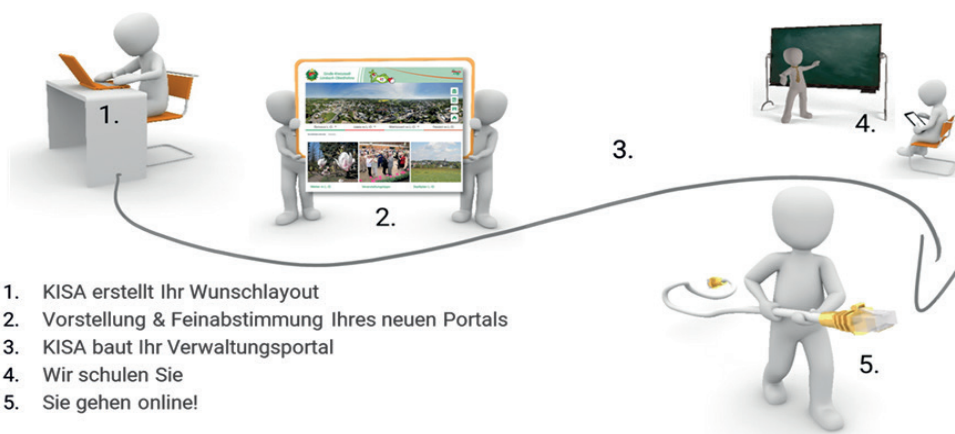 1.
2.
3.
4.
5.
1. KISA erstellt Ihr Wunschlayout
2. Vorstellung & Feinabstimmung Ihres neuen Portals
3. KISA baut Ihr Verwaltungsportal
4. Wir schulen Sie
5. Sie gehen online!